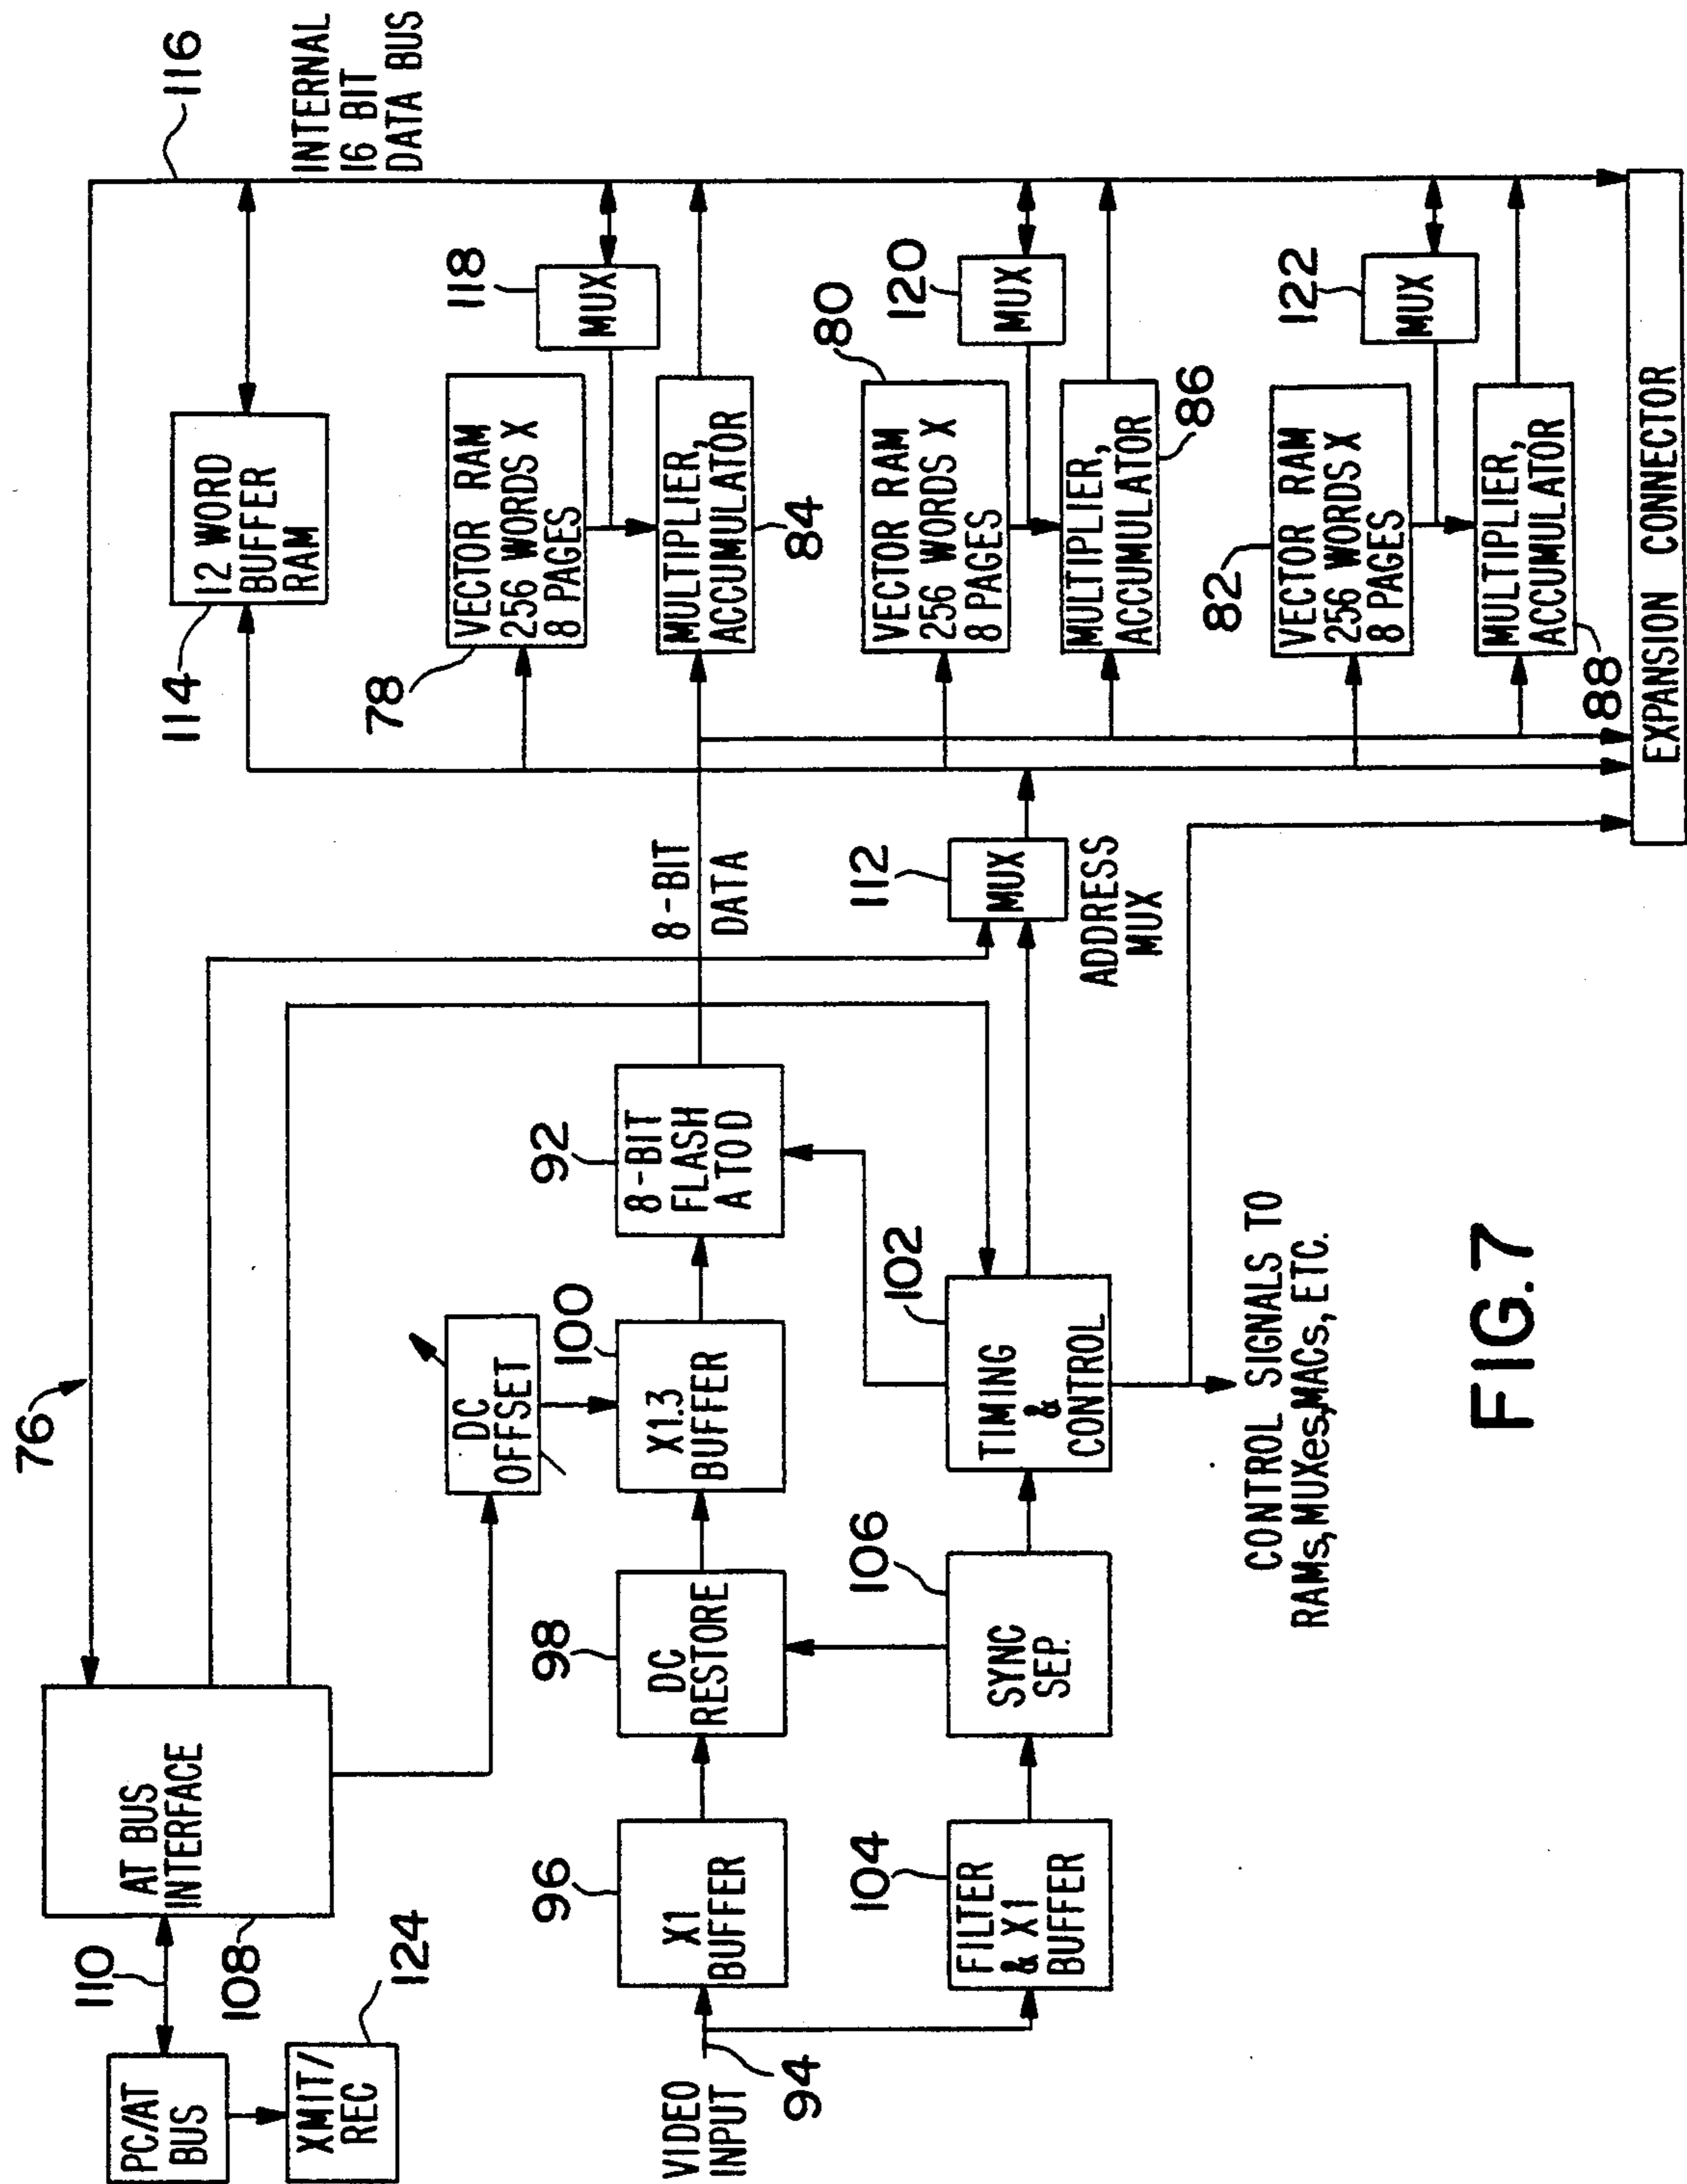 76
116
INTERNAL
16 BIT
DATA BUS
PC/AT
BUS
110
AT BUS
INTERFACE
108
XMIT/
REC
124
114
12 WORD
BUFFER
RAM
DC
OFFSET
78
VECTOR RAM
256 WORDS X
8 PAGES
118
MUX
VIDEO
INPUT
94
96
X1
BUFFER
98
DC
RESTORE
100
X1.3
BUFFER
92
8-BIT
FLASH
A TO D
8-BIT
DATA
MULTIPLIER,
ACCUMULATOR
84
80
VECTOR RAM
256 WORDS X
8 PAGES
120
MUX
104
FILTER
& X1
BUFFER
106
SYNC
SEP.
102
TIMING
&
CONTROL
112
MUX
ADDRESS
MUX
MULTIPLIER,
ACCUMULATOR
86
82
VECTOR RAM
256 WORDS X
8 PAGES
122
MUX
MULTIPLIER,
ACCUMULATOR
88
CONTROL SIGNALS TO
RAMs,MUXes,MACs,ETC.
EXPANSION CONNECTOR
FIG.7